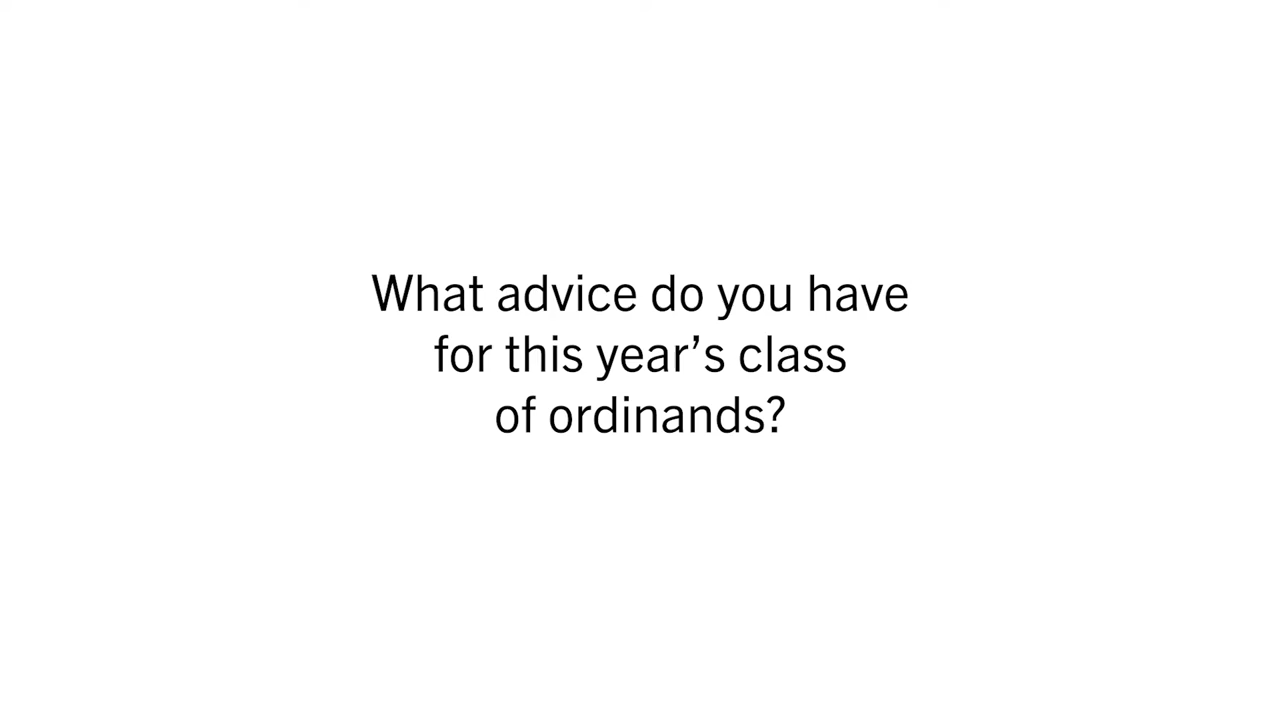 What advice do you have
for this year’s class
of ordinands?